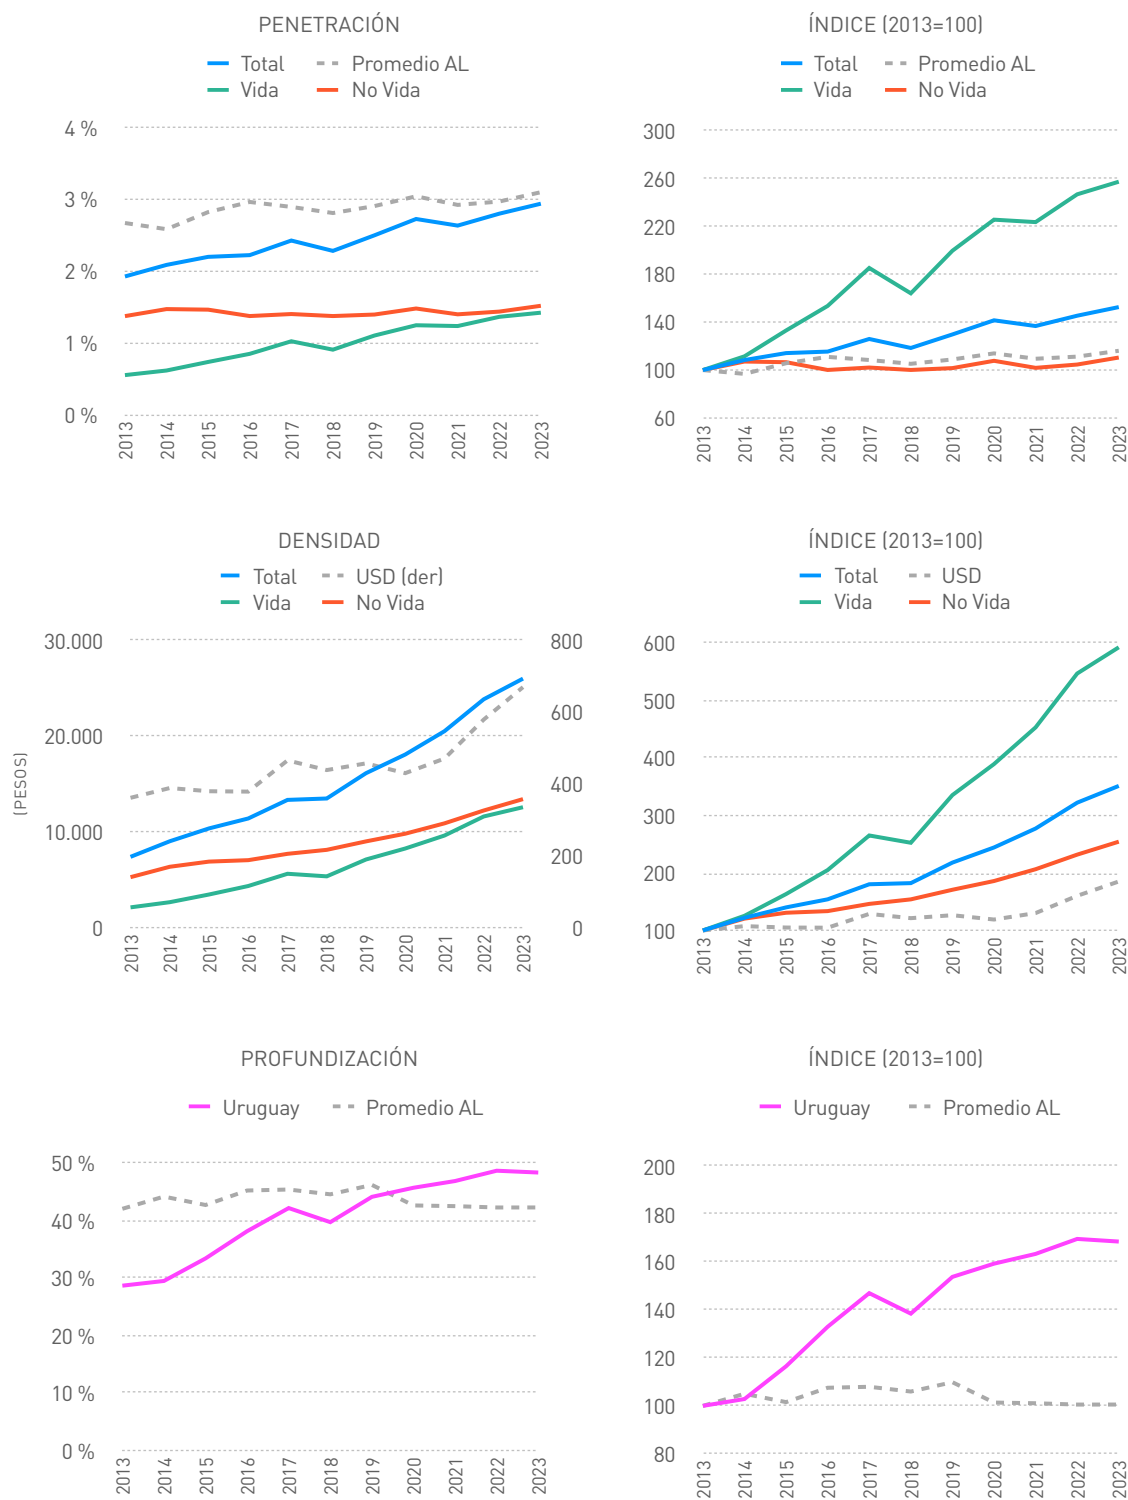 PENETRACIÓN
Total Promedio AL
Vida No Vida
4 %
3 %
2 %
1 %
0 %
2013 2014 2015 2016 2017 2018 2019 2020 2021 2022 2023
ÍNDICE (2013=100)
Total Promedio AL
Vida No Vida
300
260
220
180
140
100
60
2013 2014 2015 2016 2017 2018 2019 2020 2021 2022 2023
DENSIDAD
Total USD (der)
Vida No Vida
(PESOS)
30.000 800
600
20.000
400
10.000
200
0 0
2013 2014 2015 2016 2017 2018 2019 2020 2021 2022 2023
ÍNDICE (2013=100)
Total USD
Vida No Vida
600
500
400
300
200
100
2013 2014 2015 2016 2017 2018 2019 2020 2021 2022 2023
PROFUNDIZACIÓN
Uruguay Promedio AL
50 %
40 %
30 %
20 %
10 %
0 %
2013 2014 2015 2016 2017 2018 2019 2020 2021 2022 2023
ÍNDICE (2013=100)
Uruguay Promedio AL
200
180
160
140
120
100
80
2013 2014 2015 2016 2017 2018 2019 2020 2021 2022 2023